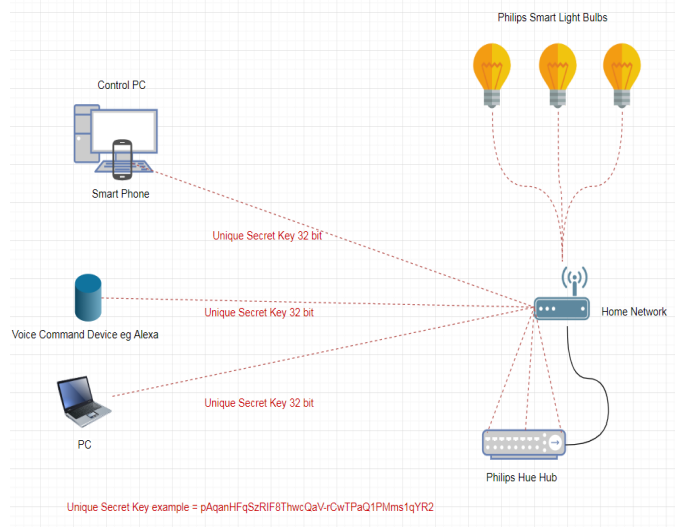 Philips Smart Light Bulbs
Control PC
Smart Phone
Unique Secret Key 32 bit
Home Network
Unique Secret Key 32 bit
Voice Command Device eg Alexa
Unique Secret Key 32 bit
PC
Philips Hue Hub
Unique Secret Key example = pAqanHFqSzRIF8ThwcQaV-rCwTPaQ1PMms1qYR2